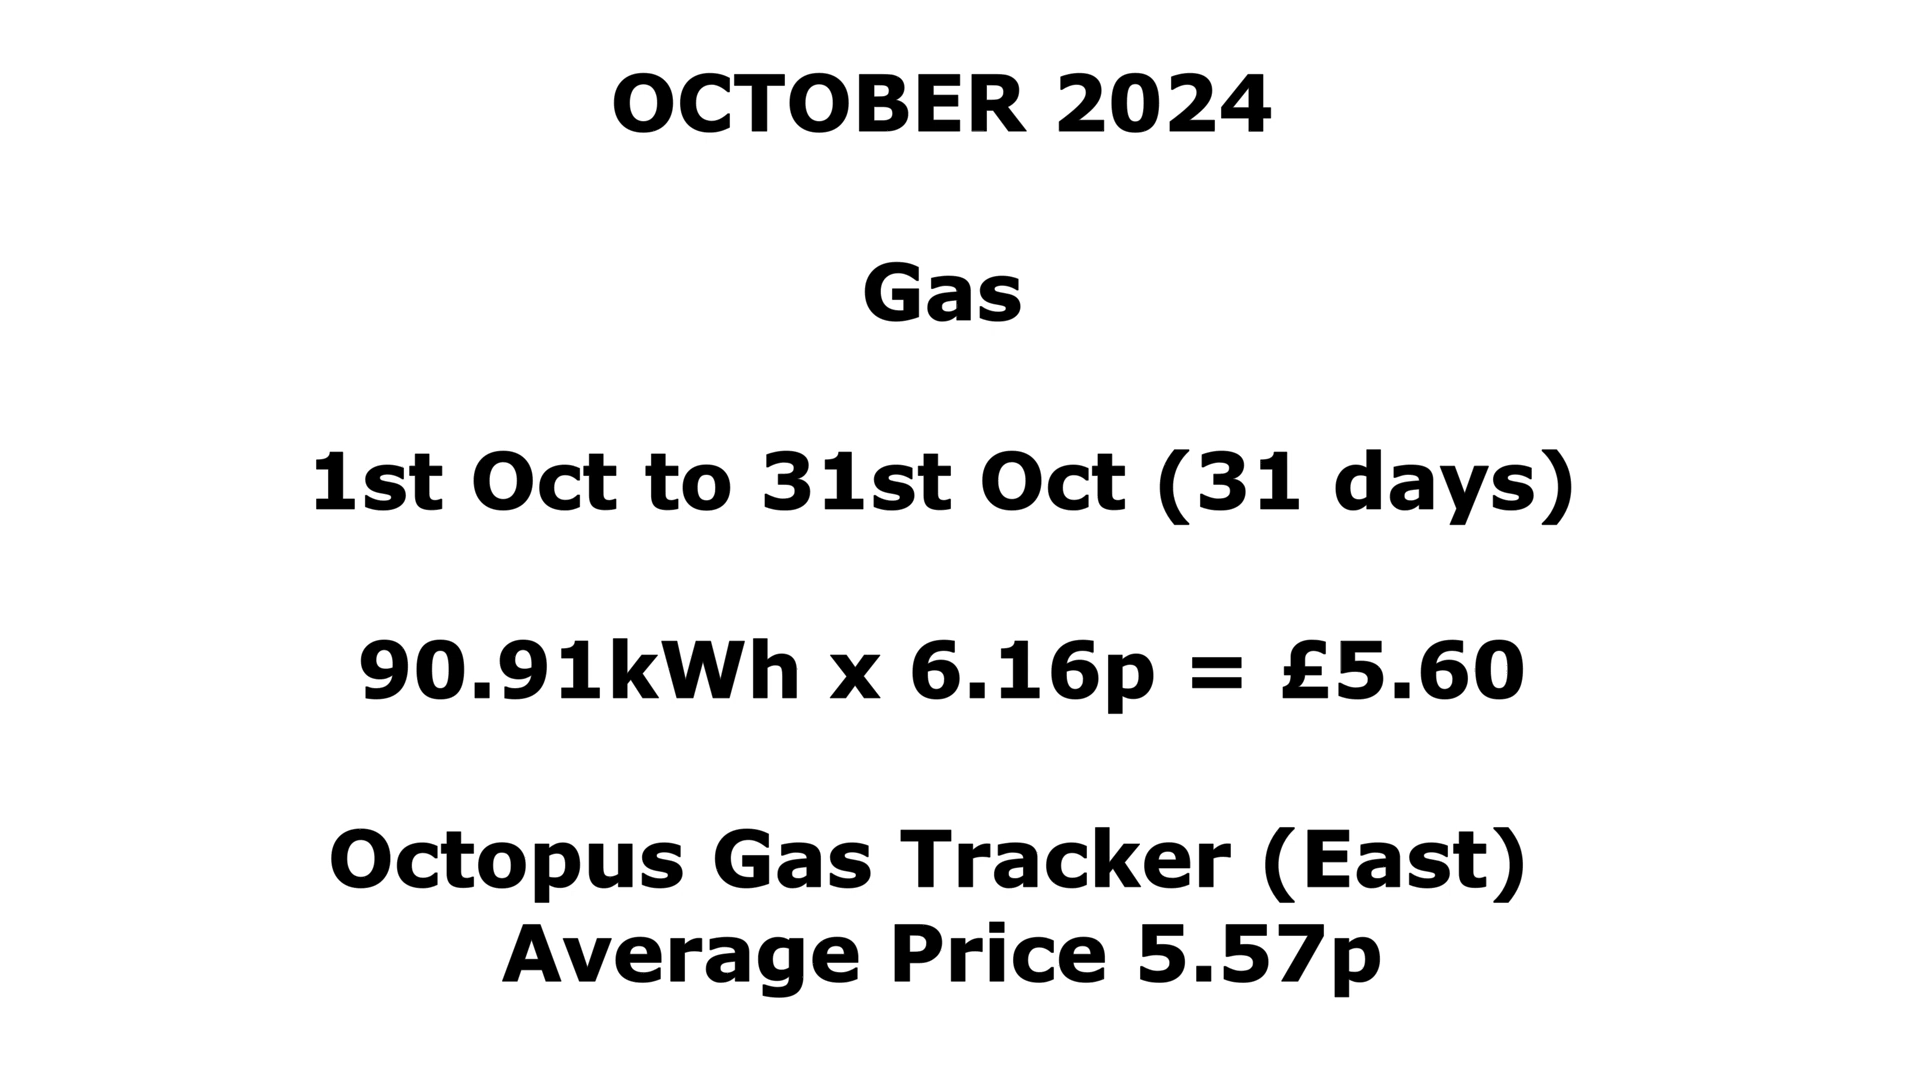 OCTOBER 2024
Gas
1st Oct to 31st Oct (31 days)
90.91kWh x 6.16p = £5.60
Octopus Gas Tracker (East)
Average Price 5.57p